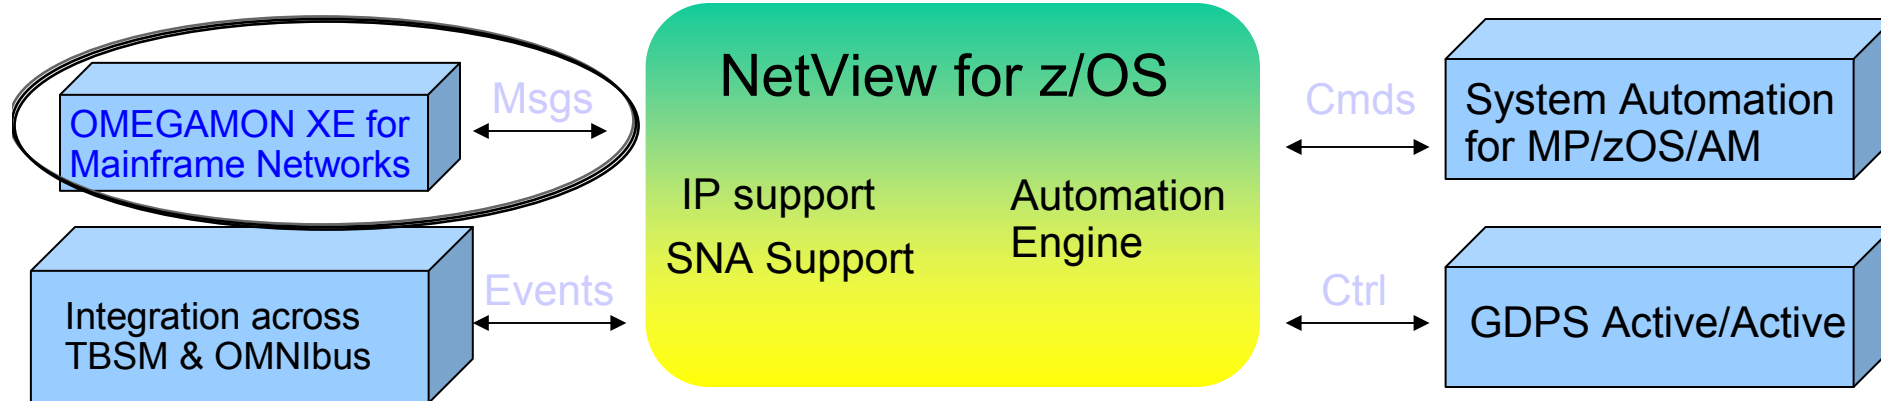 OMEGAMON XE for
Mainframe Networks
Msgs
Integration across
TBSM & OMNIbus
Events
NetView for z/OS
IP support
SNA Support
Automation
Engine
Cmds
System Automation
for MP/zOS/AM
Ctrl
GDPS Active/Active